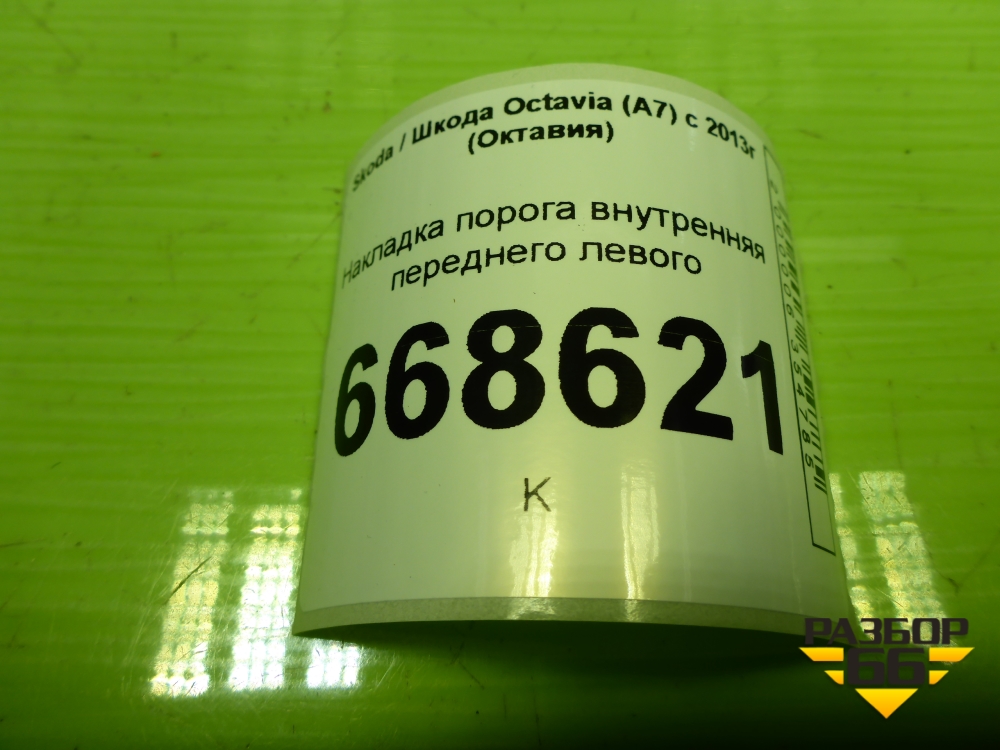 Skoda / Шкода Octavia (A7) с 2013г
(Октавия)
Накладка порога внутренняя
переднего левого
668621
К
РАЗБОР
66